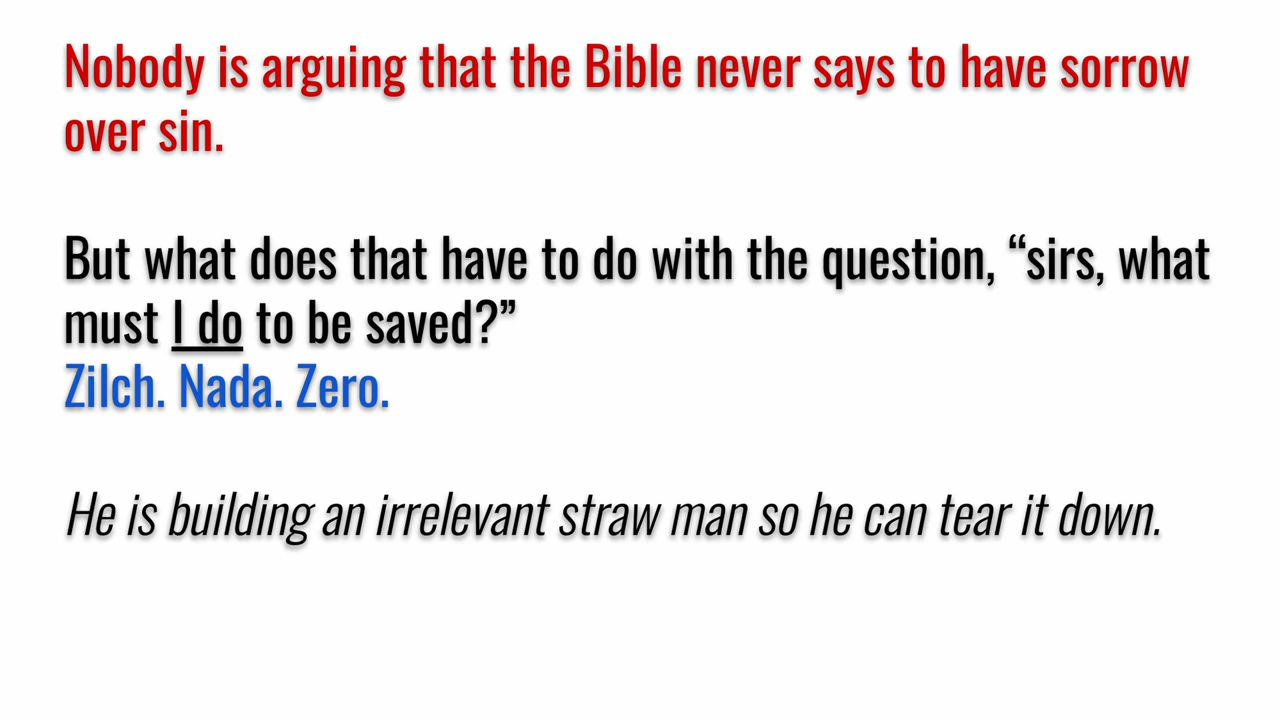 Nobody is arguing that the Bible never says to have sorrow
over sin.
But what does that have to do with the question, “sirs, what
must I do to be saved?”
Zilch. Nada. Zero.
He is building an irrelevant straw man so he can tear it down.